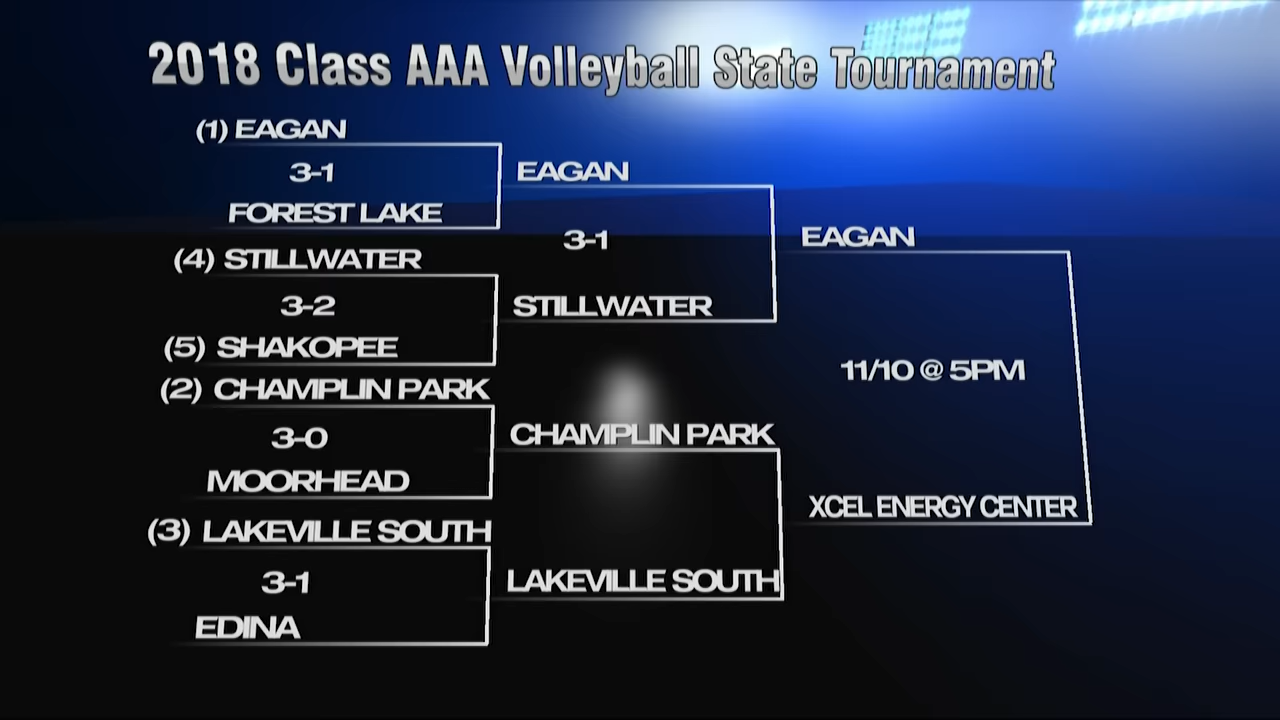 2018 Class AAA Volleyball State Tournament
(1) EAGAN
3-1
FOREST LAKE
(4) STILLWATER
3-2
(5) SHAKOPEE
(2) CHAMPLIN PARK
3-0
MOORHEAD
(3) LAKEVILLE SOUTH
3-1
EDINA
EAGAN
3-1
STILLWATER
CHAMPLIN PARK
LAKEVILLE SOUTH
EAGAN
11/10 @ 5PM
XCEL ENERGY CENTER